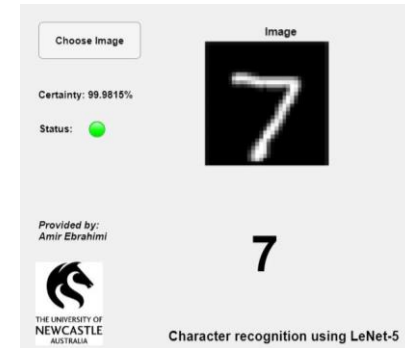 Choose Image
Image
Certainty: 99.9815%
Status:
7
Provided by:
Amir Ebrahimi
7
THE UNIVERSITY OF
NEWCASTLE
AUSTRALIA
Character recognition using LeNet-5